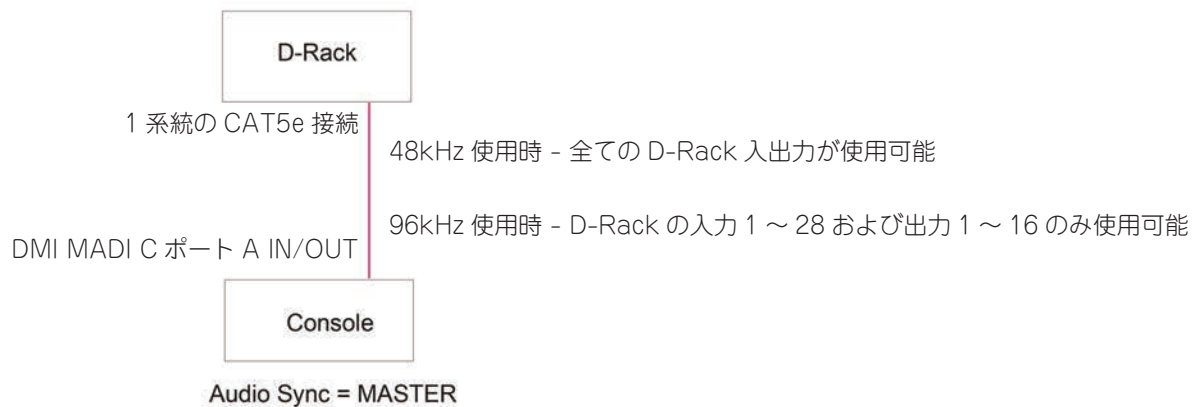 D-Rack
1 系統の CAT5e 接続
48kHz 使用時 – 全ての D-Rack 入出力が使用可能
96kHz 使用時 – D-Rack の入力 1 ~ 28 および出力 1 ~ 16 のみ使用可能
DMI MADI C ポート A IN/OUT
Console
Audio Sync = MASTER